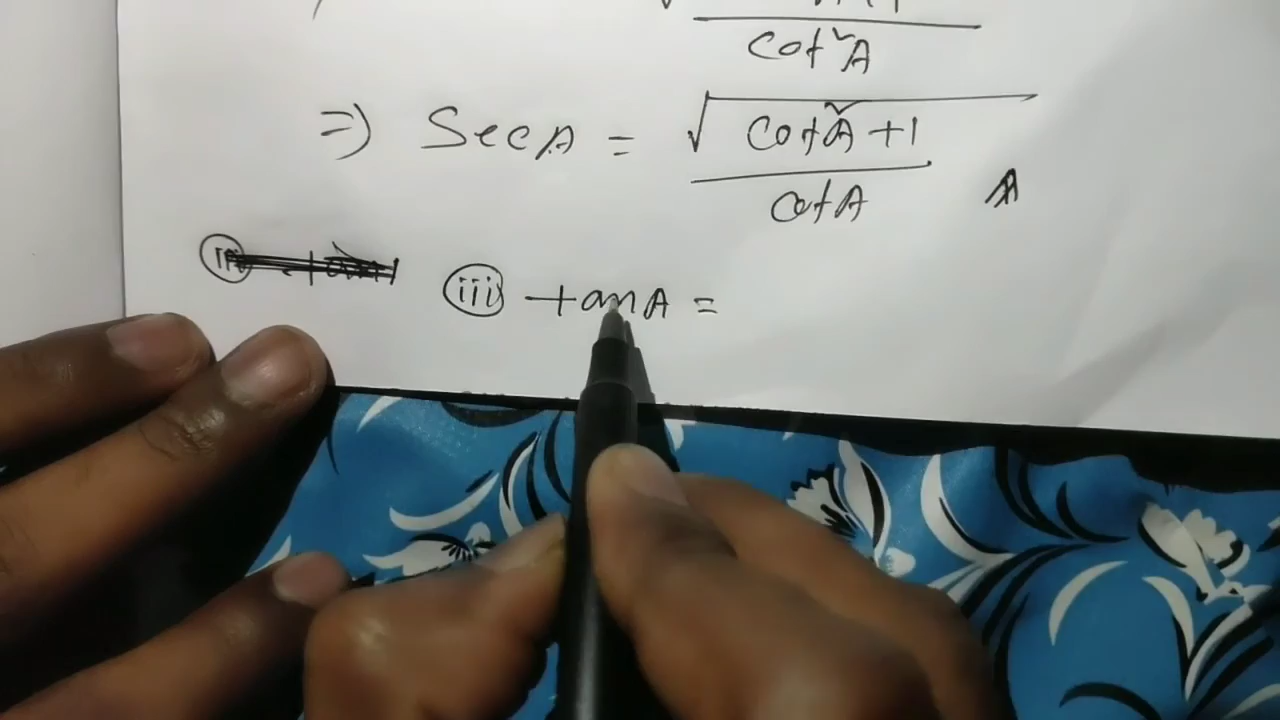 Cot²A
=) SecA = √Cot²A +1
CotA
iii tanA =